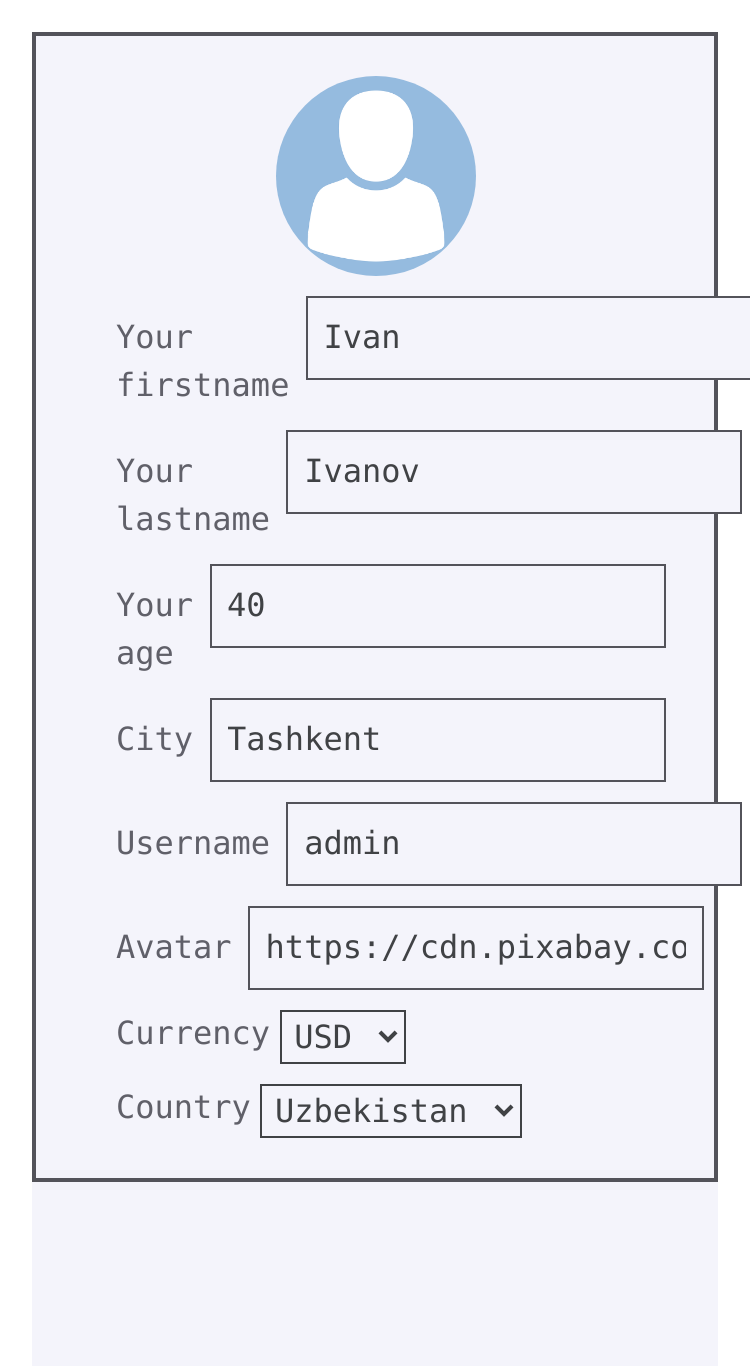 Your Ivan
firstname
Your Ivanov
lastname
Your 40
age
City Tashkent
Username admin
Avatar https://cdn.pixabay.co
Currency USD
Country Uzbekistan